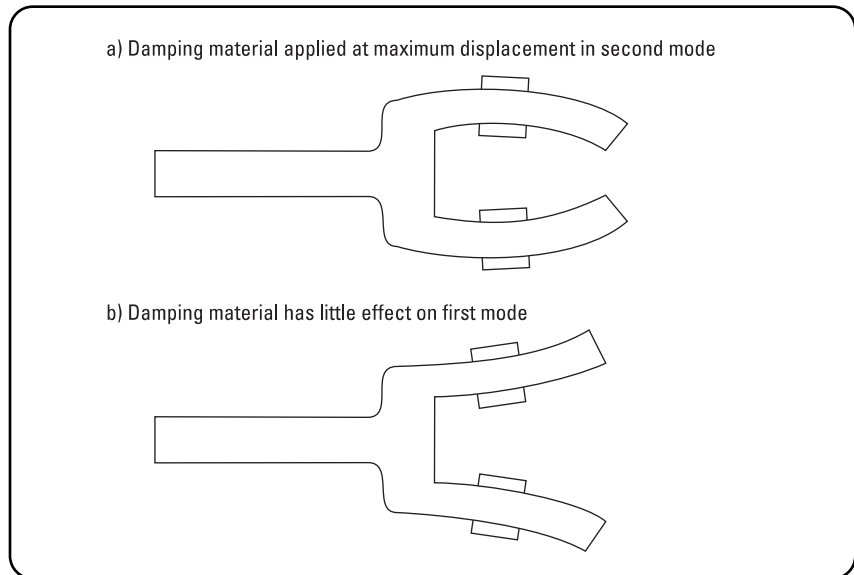 a) Damping material applied at maximum displacement in second mode
b) Damping material has little effect on first mode